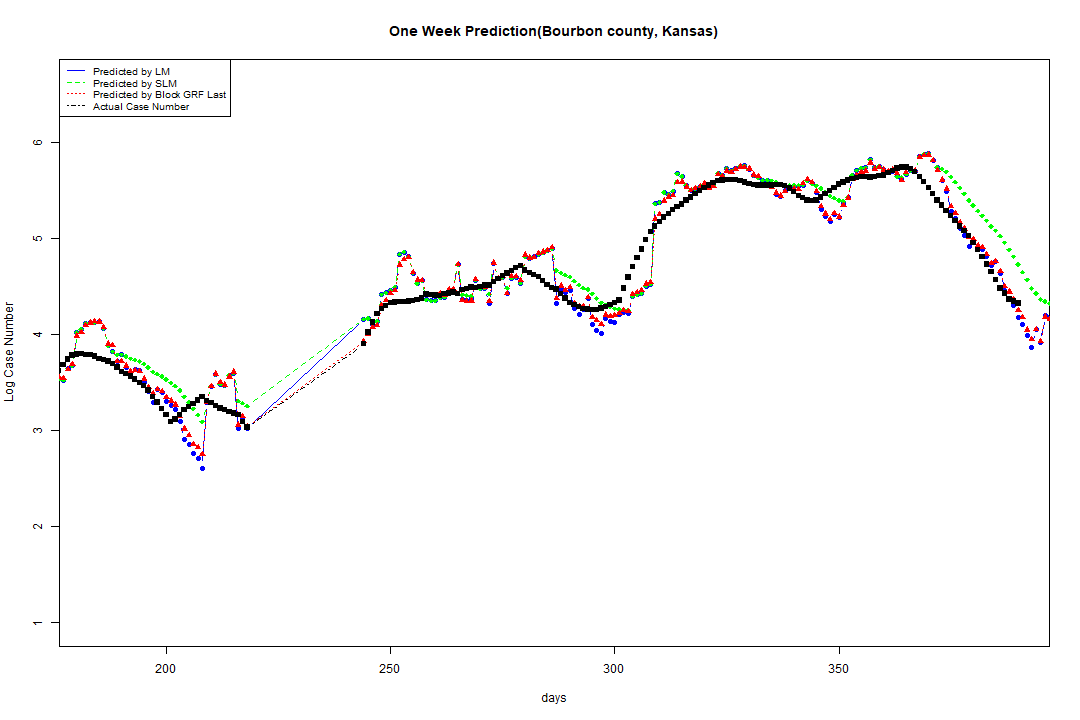 One Week Prediction(Bourbon county, Kansas)
Predicted by LM
Predicted by SLM
Predicted by Block GRF Last
Actual Case Number
6
5
4
3
2
1
Log Case Number
200
250
300
350
days